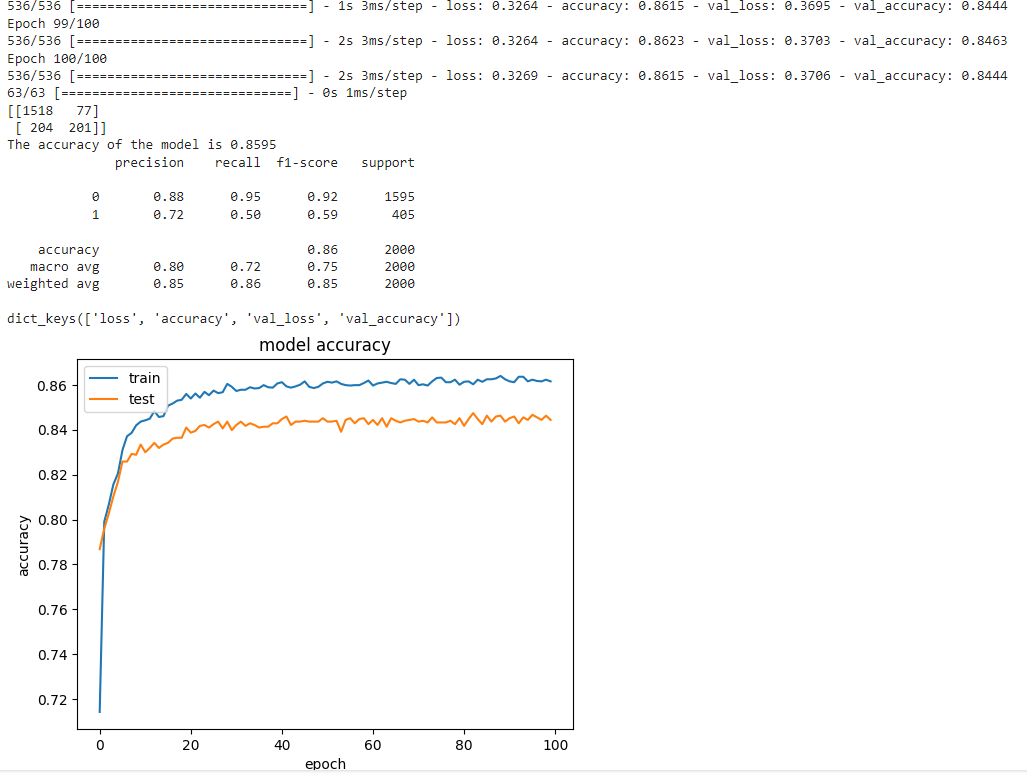 536/536 [==============================] - 1s 3ms/step - loss: 0.3264 - accuracy: 0.8615 - val_loss: 0.3695 - val_accuracy: 0.8444
Epoch 99/100
536/536 [==============================] - 2s 3ms/step - loss: 0.3264 - accuracy: 0.8623 - val_loss: 0.3703 - val_accuracy: 0.8463
Epoch 100/100
536/536 [==============================] - 2s 3ms/step - loss: 0.3269 - accuracy: 0.8615 - val_loss: 0.3706 - val_accuracy: 0.8444
63/63 [==============================] - 0s 1ms/step
[[1518   77]
 [ 204  201]]
The accuracy of the model is 0.8595
              precision    recall  f1-score   support
           0       0.88      0.95      0.92      1595
           1       0.72      0.50      0.59       405
    accuracy                           0.86      2000
   macro avg       0.80      0.72      0.75      2000
weighted avg       0.85      0.86      0.85      2000
dict_keys(['loss', 'accuracy', 'val_loss', 'val_accuracy'])
model accuracy
train
test
0.86
0.84
0.82
0.80
0.78
0.76
0.74
0.72
accuracy
0 20 40 60 80 100
epoch